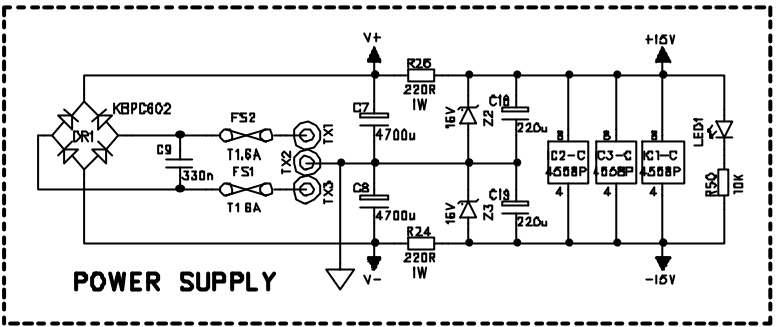 V+
+15V
R25
220R
1W
KBPC602
DR1
FS2
T1.6A
C9
330n
FS1
T1.6A
TX1
TX2
TX3
C7
4700u
C8
4700u
16V
Z2
C18
220u
16V
Z3
C19
220u
8
C2-C
4558P
4
8
C3-C
4558P
4
8
IC1-C
4558P
4
LED1
R50
10K
R24
220R
1W
V-
-15V
POWER SUPPLY